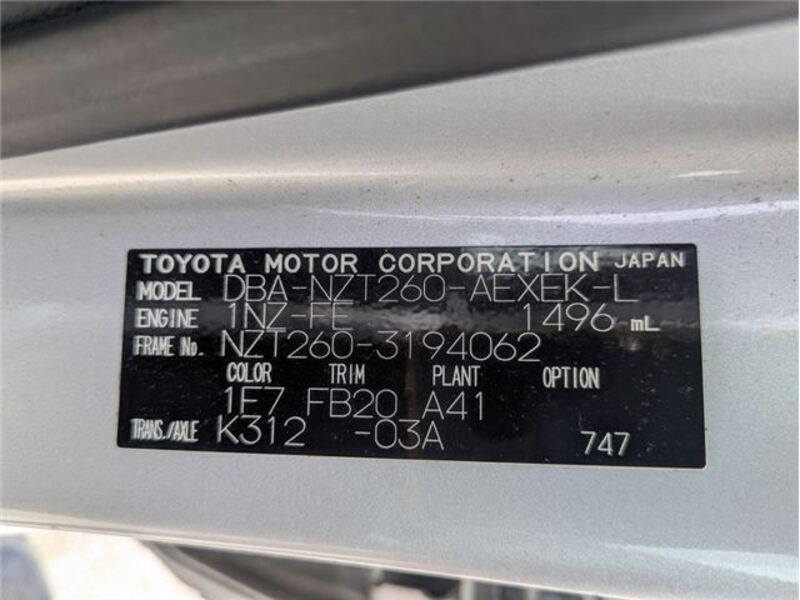 TOYOTA MOTOR CORPORATION JAPAN
MODEL DBA-NZT260-AEXEK-L
ENGINE 1NZ-FE 1496 mL
FRAME No. NZT260-3194062
COLOR TRIM PLANT OPTION
1F7 FB20 A41
TRANS./AXLE K312 -03A 747